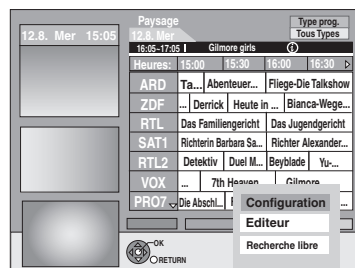 Paysage
Type prog.
12.8. Mer 15:05
12.8. Mer
Tous Types
16:05~17:05 Gilmore girls
Heures: 15:00 15:30 16:00 16:30
ARD Ta... Abenteuer... Fliege-Die Talkshow
ZDF ... Derrick Heute in ... Bianca-Wege...
RTL Das Familiengericht Das Jugendgericht
SAT1 Richterin Barbara Sa... Richter Alexander...
RTL2 Detektiv Duel M... Beyblade Yu-...
VOX ... 7th Heaven Gilmore
PRO7 Die Abschl... ...
Configuration
Editeur
Recherche libre
OK
RETURN